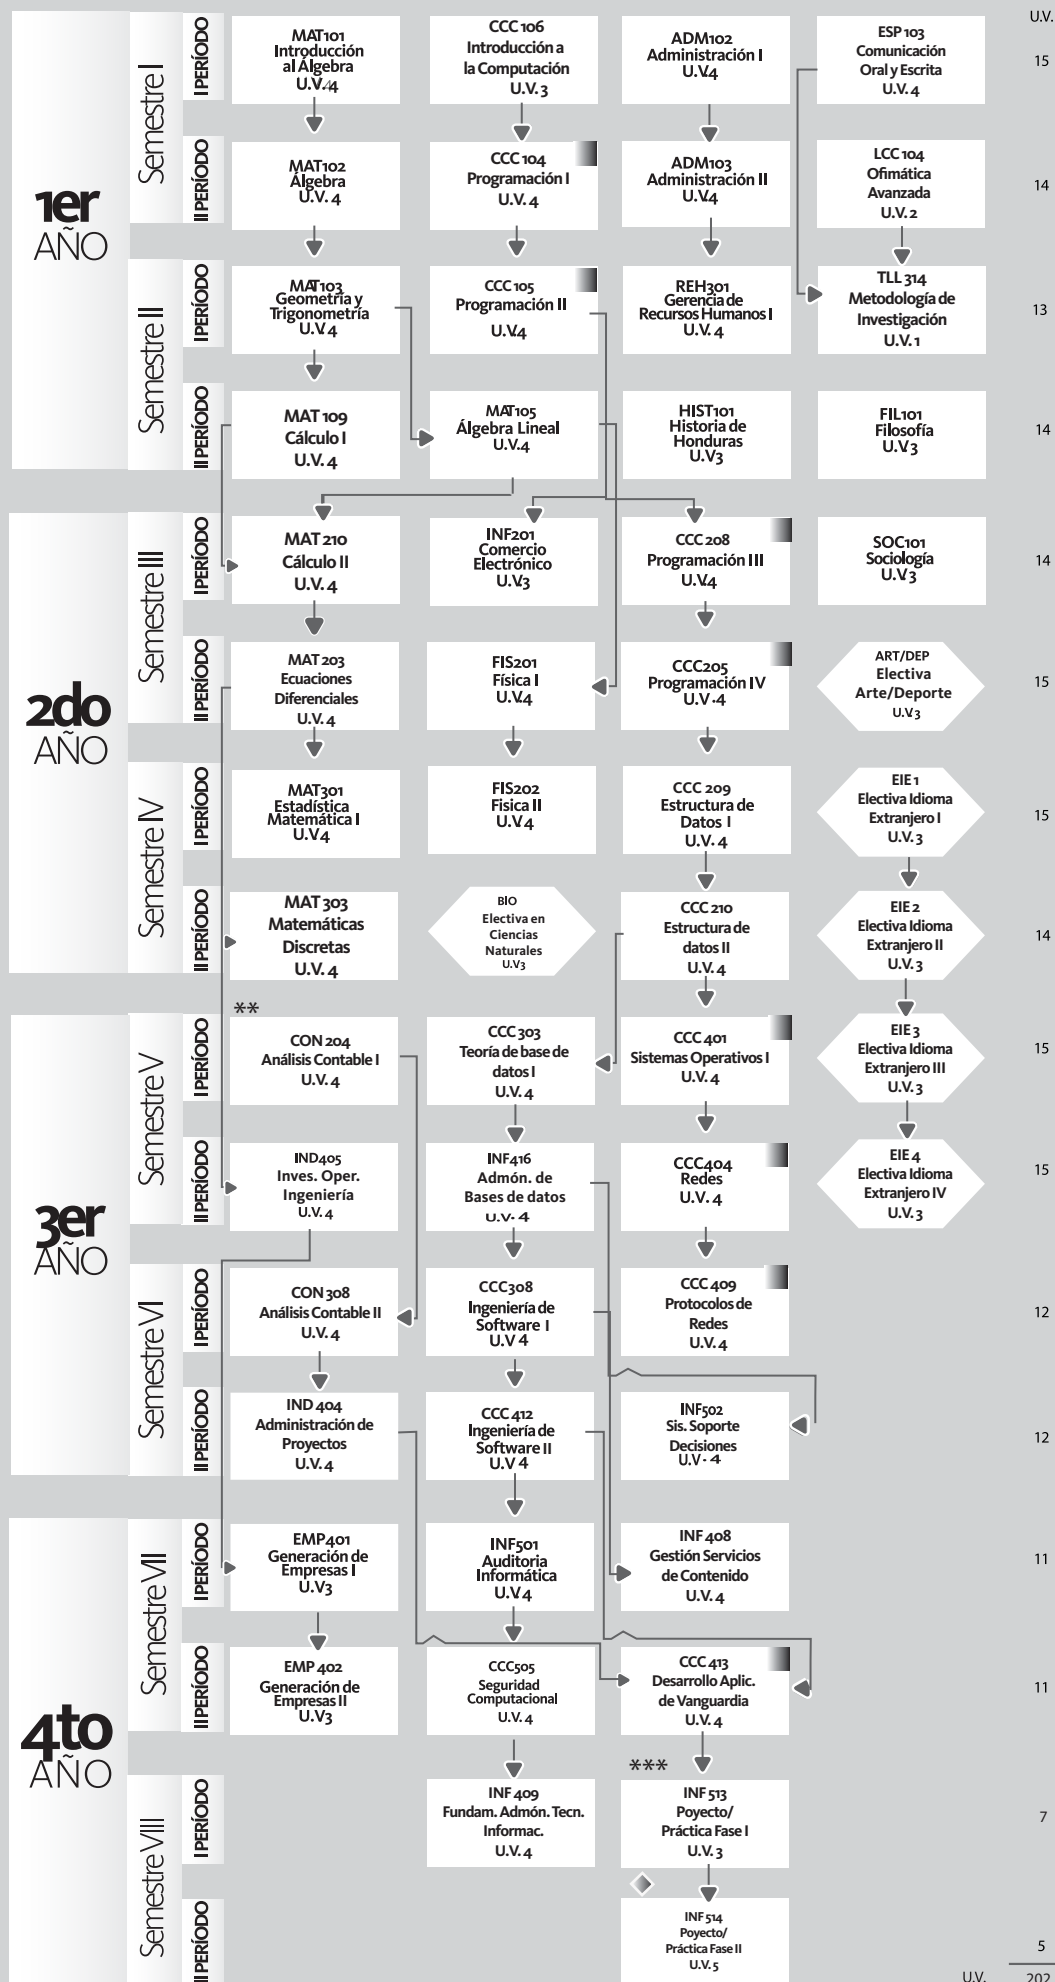 U.V.
1er
AÑO
Semestre I
I PERÍODO
MAT101
Introducción
al Álgebra
U.V. 4
CCC 106
Introducción a
la Computación
U.V. 3
ADM102
Administración I
U.V.4
ESP 103
Comunicación
Oral y Escrita
U.V. 4
15
II PERÍODO
MAT102
Álgebra
U.V. 4
CCC 104
Programación I
U.V. 4
ADM103
Administración II
U.V.4
LCC 104
Ofimática
Avanzada
U.V. 2
14
Semestre II
I PERÍODO
MAT103
Geometría y
Trigonometría
U.V.4
CCC 105
Programación II
U.V.4
REH301
Gerencia de
Recursos Humanos I
U.V. 4
TLL 314
Metodología de
Investigación
U.V. 1
13
II PERÍODO
MAT 109
Cálculo I
U.V. 4
MAT105
Álgebra Lineal
U.V.4
HIST101
Historia de
Honduras
U.V3
FIL101
Filosofía
U.V.3
14
2do
AÑO
Semestre III
I PERÍODO
MAT 210
Cálculo II
U.V. 4
INF201
Comercio
Electrónico
U.V.3
CCC 208
Programación III
U.V.4
SOC101
Sociología
U.V.3
14
II PERÍODO
MAT 203
Ecuaciones
Diferenciales
U.V. 4
FIS201
Física I
U.V.4
CCC205
Programación IV
U.V .4
ART/DEP
Electiva
Arte/Deporte
U.V.3
15
Semestre IV
I PERÍODO
MAT301
Estadística
Matemática I
U.V.4
FIS202
Fisica II
U.V.4
CCC 209
Estructura de
Datos I
U.V. 4
EIE 1
Electiva Idioma
Extranjero I
U.V. 3
15
II PERÍODO
MAT 303
Matemáticas
Discretas
U.V. 4
BIO
Electiva en
Ciencias
Naturales
U.V3
CCC 210
Estructura de
datos II
U.V. 4
EIE 2
Electiva Idioma
Extranjero II
U.V. 3
14
3er
AÑO
Semestre V
I PERÍODO
**
CON 204
Análisis Contable I
U.V. 4
CCC 303
Teoría de base de
datos I
U.V. 4
CCC 401
Sistemas Operativos I
U.V. 4
EIE 3
Electiva Idioma
Extranjero III
U.V. 3
15
II PERÍODO
IND405
Inves. Oper.
Ingeniería
U.V. 4
INF416
Admón. de
Bases de datos
U.V. 4
CCC404
Redes
U.V. 4
EIE 4
Electiva Idioma
Extranjero IV
U.V. 3
15
Semestre VI
I PERÍODO
CON 308
Análisis Contable II
U.V. 4
CCC308
Ingeniería de
Software I
U.V 4
CCC 409
Protocolos de
Redes
U.V. 4
12
II PERÍODO
IND 404
Administración de
Proyectos
U.V. 4
CCC 412
Ingeniería de
Software II
U.V 4
INF502
Sis. Soporte
Decisiones
U.V - 4
12
4to
AÑO
Semestre VII
I PERÍODO
EMP401
Generación de
Empresas I
U.V3
INF501
Auditoria
Informática
U.V 4
INF 408
Gestión Servicios
de Contenido
U.V. 4
11
II PERÍODO
EMP 402
Generación de
Empresas II
U.V3
CCC505
Seguridad
Computacional
U.V. 4
CCC 413
Desarrollo Aplic.
de Vanguardia
U.V. 4
11
Semestre VIII
I PERÍODO
INF 409
Fundam. Admón. Tecn.
Informac.
U.V. 4
***
INF 513
Poyecto/
Práctica Fase I
U.V. 3
7
II PERÍODO
INF 514
Poyecto/
Práctica Fase II
U.V. 5
5
U.V. 202